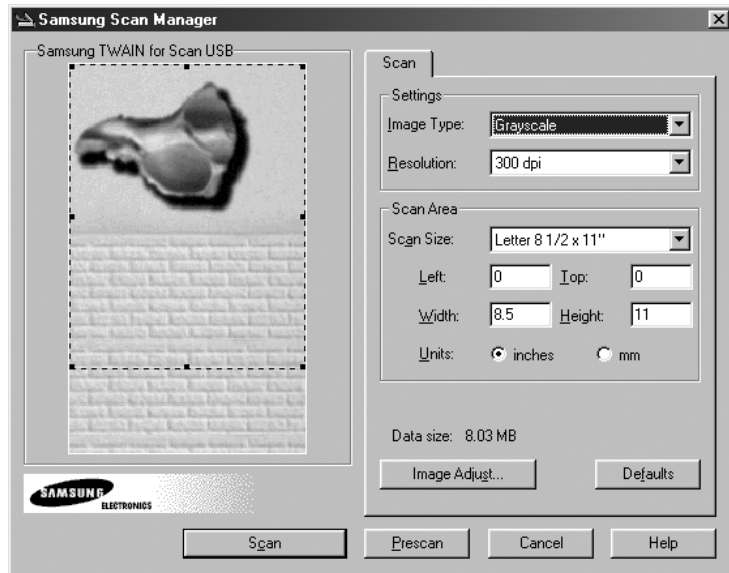 Samsung Scan Manager
Samsung TWAIN for Scan USB
Scan
Settings
Image Type: Grayscale
Resolution: 300 dpi
Scan Area
Scan Size: Letter 8 1/2 x 11"
Left: 0 Top: 0
Width: 8.5 Height: 11
Units: inches mm
Data size: 8.03 MB
Image Adjust... Defaults
SAMSUNG
ELECTRONICS
Scan Prescan Cancel Help